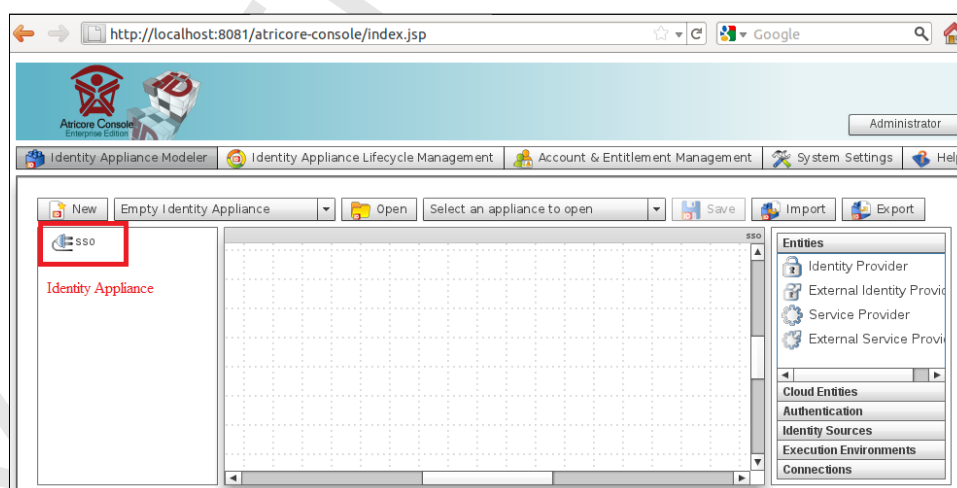 http://localhost:8081/atricore-console/index.jsp
Google
Atricore Console
Enterprise Edition
Administrator
Identity Appliance Modeler
Identity Appliance Lifecycle Management
Account & Entitlement Management
System Settings
Help
New
Empty Identity Appliance
Open
Select an appliance to open
Save
Import
Export
sso
Identity Appliance
sso
Entities
Identity Provider
External Identity Provid
Service Provider
External Service Provi
Cloud Entities
Authentication
Identity Sources
Execution Environments
Connections